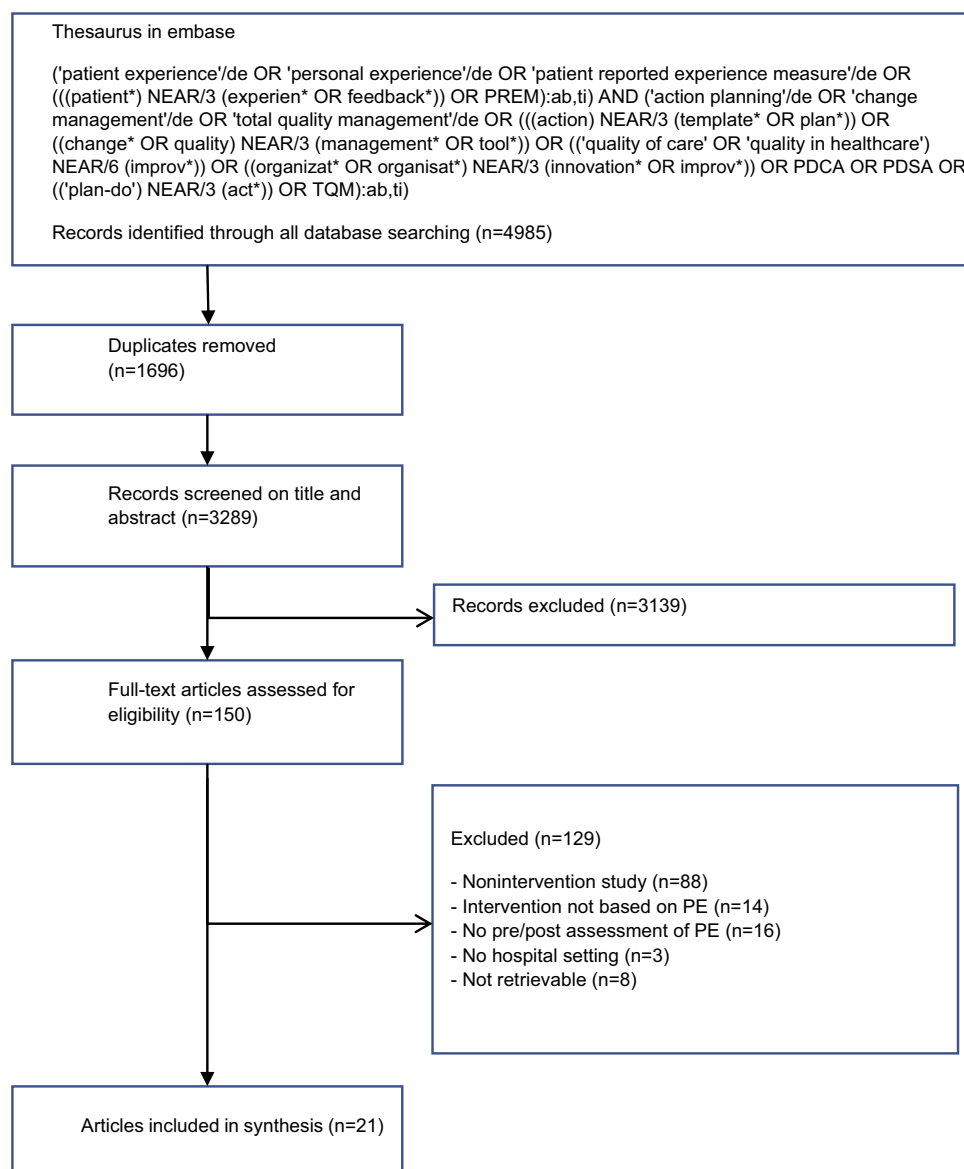 Thesaurus in embase
('patient experience'/de OR 'personal experience'/de OR 'patient reported experience measure'/de OR
(((patient*) NEAR/3 (experien* OR feedback*)) OR PREM):ab,ti) AND ('action planning'/de OR 'change
management'/de OR 'total quality management'/de OR (((action) NEAR/3 (template* OR plan*)) OR
((change* OR quality) NEAR/3 (management* OR tool*)) OR (('quality of care' OR 'quality in healthcare')
NEAR/6 (improv*)) OR ((organizat* OR organisat*) NEAR/3 (innovation* OR improv*)) OR PDCA OR PDSA OR
(('plan-do') NEAR/3 (act*)) OR TQM):ab,ti)
Records identified through all database searching (n=4985)
Duplicates removed
(n=1696)
Records screened on title and
abstract (n=3289)
Records excluded (n=3139)
Full-text articles assessed for
eligibility (n=150)
Excluded (n=129)
- Nonintervention study (n=88)
- Intervention not based on PE (n=14)
- No pre/post assessment of PE (n=16)
- No hospital setting (n=3)
- Not retrievable (n=8)
Articles included in synthesis (n=21)